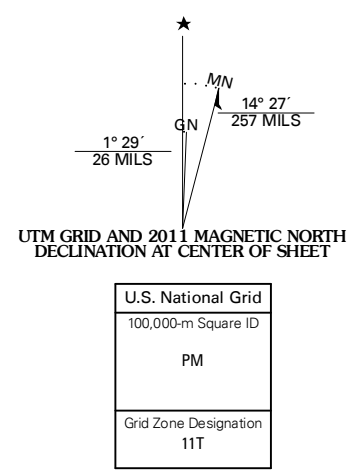 ★
MN
GN
14° 27´
257 MILS
1° 29´
26 MILS
UTM GRID AND 2011 MAGNETIC NORTH
DECLINATION AT CENTER OF SHEET
U.S. National Grid
100,000-m Square ID
PM
Grid Zone Designation
11T